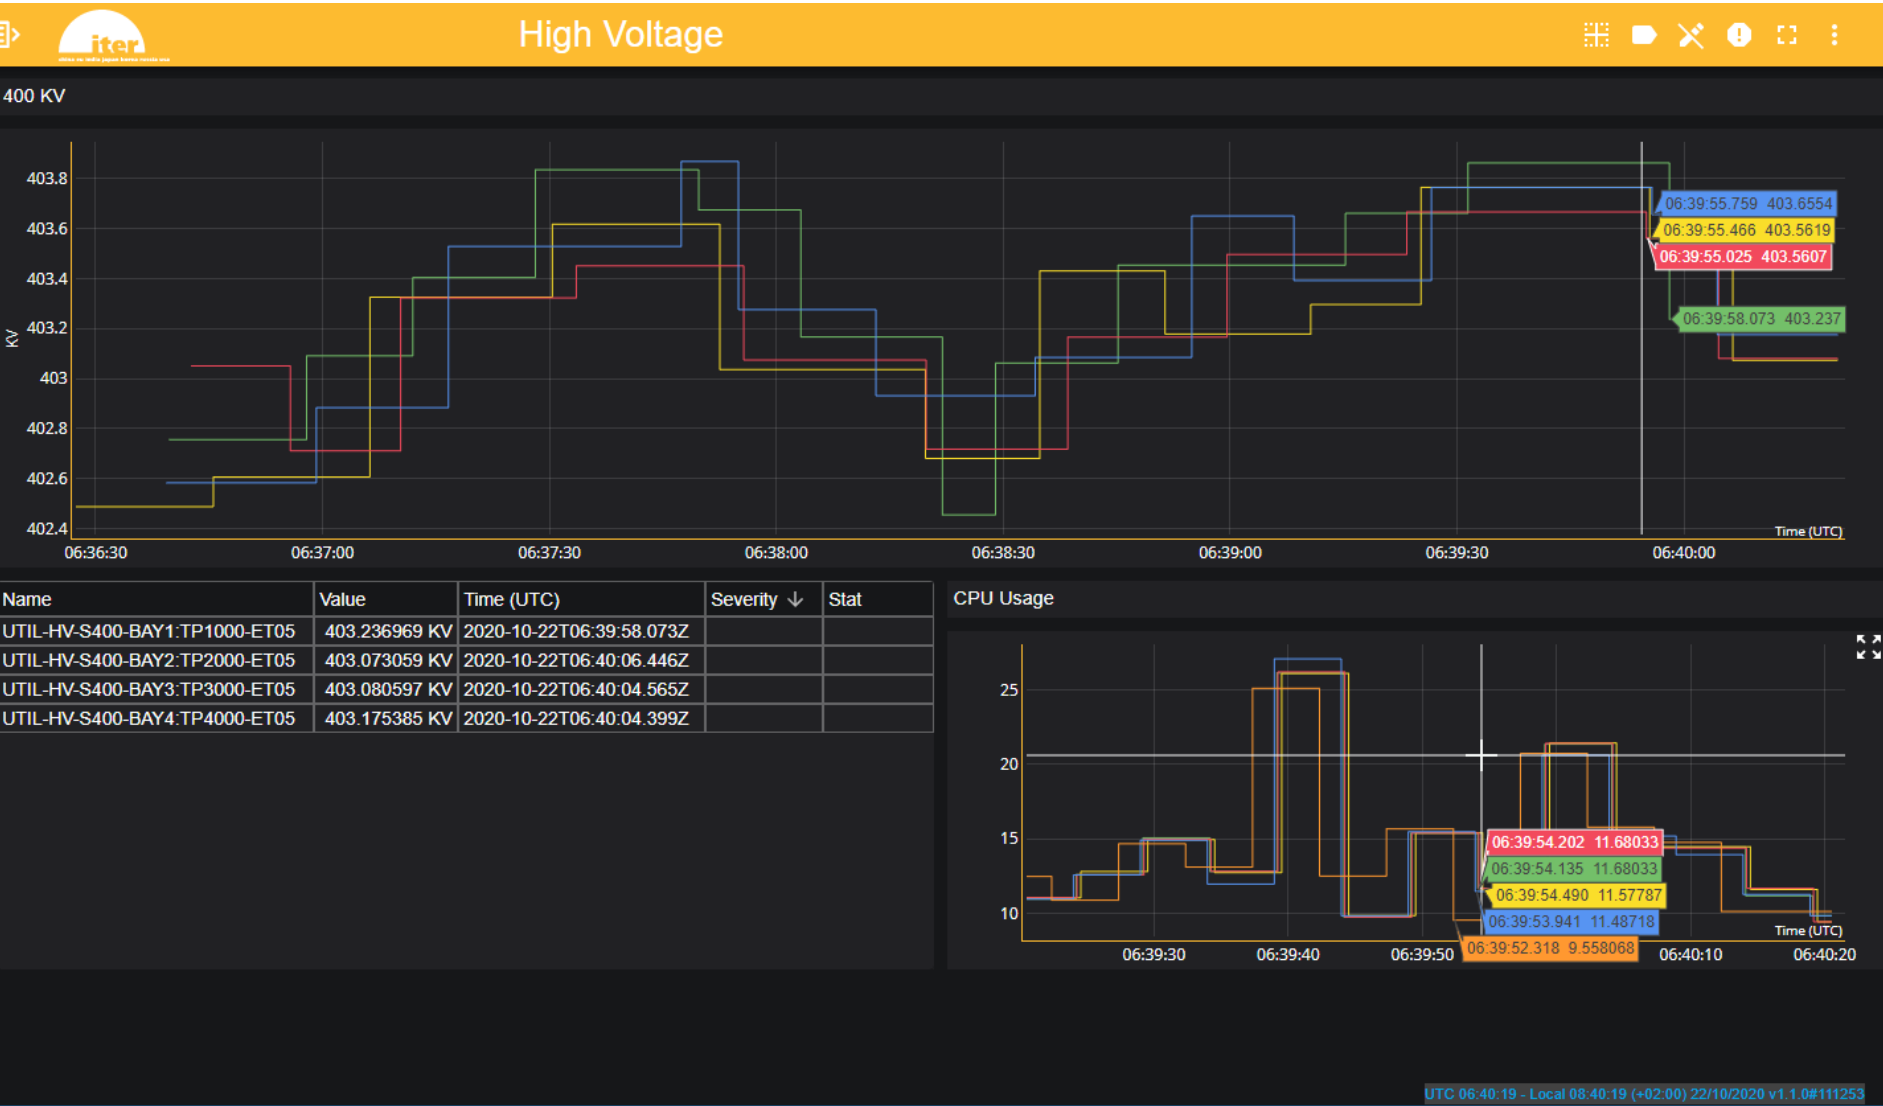 iter
High Voltage
400 KV
403.8
403.6
403.4
403.2
403
402.8
402.6
402.4
KV
06:39:55.759 403.6554
06:39:55.466 403.5619
06:39:55.025 403.5607
06:39:58.073 403.237
Time (UTC)
06:36:30 06:37:00 06:37:30 06:38:00 06:38:30 06:39:00 06:39:30 06:40:00
Name Value Time (UTC) Severity Stat
UTIL-HV-S400-BAY1:TP1000-ET05 403.236969 KV 2020-10-22T06:39:58.073Z
UTIL-HV-S400-BAY2:TP2000-ET05 403.073059 KV 2020-10-22T06:40:06.446Z
UTIL-HV-S400-BAY3:TP3000-ET05 403.080597 KV 2020-10-22T06:40:04.565Z
UTIL-HV-S400-BAY4:TP4000-ET05 403.175385 KV 2020-10-22T06:40:04.399Z
CPU Usage
25
20
15
10
06:39:54.202 11.68033
06:39:54.135 11.68033
06:39:54.490 11.57787
06:39:53.941 11.48718
06:39:52.318 9.558068
Time (UTC)
06:39:30 06:39:40 06:39:50 06:40:10 06:40:20
UTC 06:40:19 - Local 08:40:19 (+02:00) 22/10/2020 v1.1.0#111253